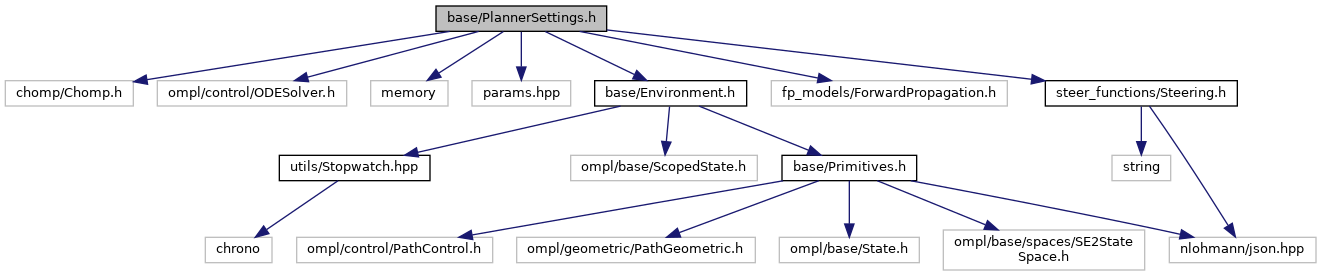 base/PlannerSettings.h
chomp/Chomp.h
ompl/control/ODESolver.h
memory
params.hpp
base/Environment.h
fp_models/ForwardPropagation.h
steer_functions/Steering.h
utils/Stopwatch.hpp
ompl/base/ScopedState.h
base/Primitives.h
string
chrono
ompl/control/PathControl.h
ompl/geometric/PathGeometric.h
ompl/base/State.h
ompl/base/spaces/SE2State
Space.h
nlohmann/json.hpp